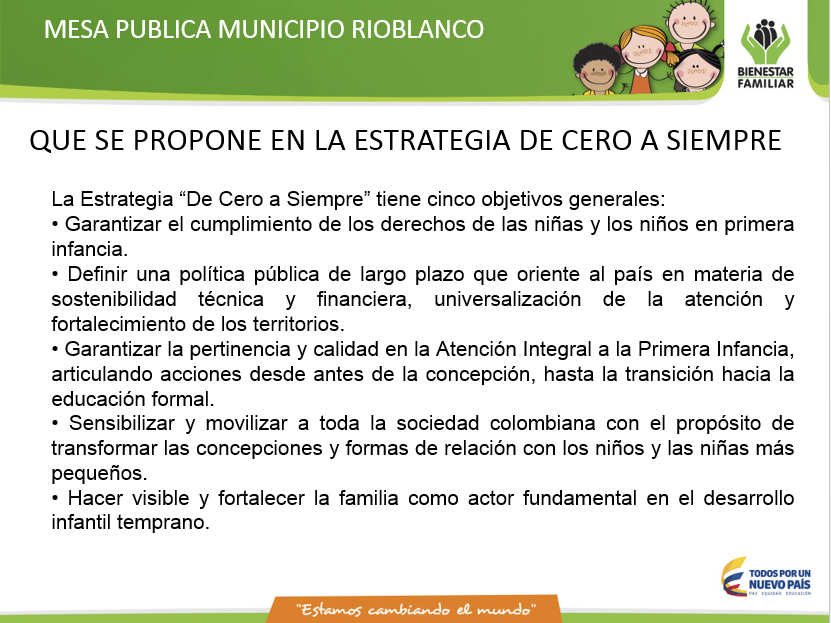 MESA PUBLICA MUNICIPIO RIOBLANCO
BIENESTAR
FAMILIAR
QUE SE PROPONE EN LA ESTRATEGIA DE CERO A SIEMPRE
La Estrategia “De Cero a Siempre” tiene cinco objetivos generales:
• Garantizar el cumplimiento de los derechos de las niñas y los niños en primera
infancia.
• Definir una política pública de largo plazo que oriente al país en materia de
sostenibilidad técnica y financiera, universalización de la atención y
fortalecimiento de los territorios.
• Garantizar la pertinencia y calidad en la Atención Integral a la Primera Infancia,
articulando acciones desde antes de la concepción, hasta la transición hacia la
educación formal.
• Sensibilizar y movilizar a toda la sociedad colombiana con el propósito de
transformar las concepciones y formas de relación con los niños y las niñas más
pequeños.
• Hacer visible y fortalecer la familia como actor fundamental en el desarrollo
infantil temprano.
TODOS POR UN
NUEVO PAÍS
PAZ EQUIDAD EDUCACIÓN
"Estamos cambiando el mundo"